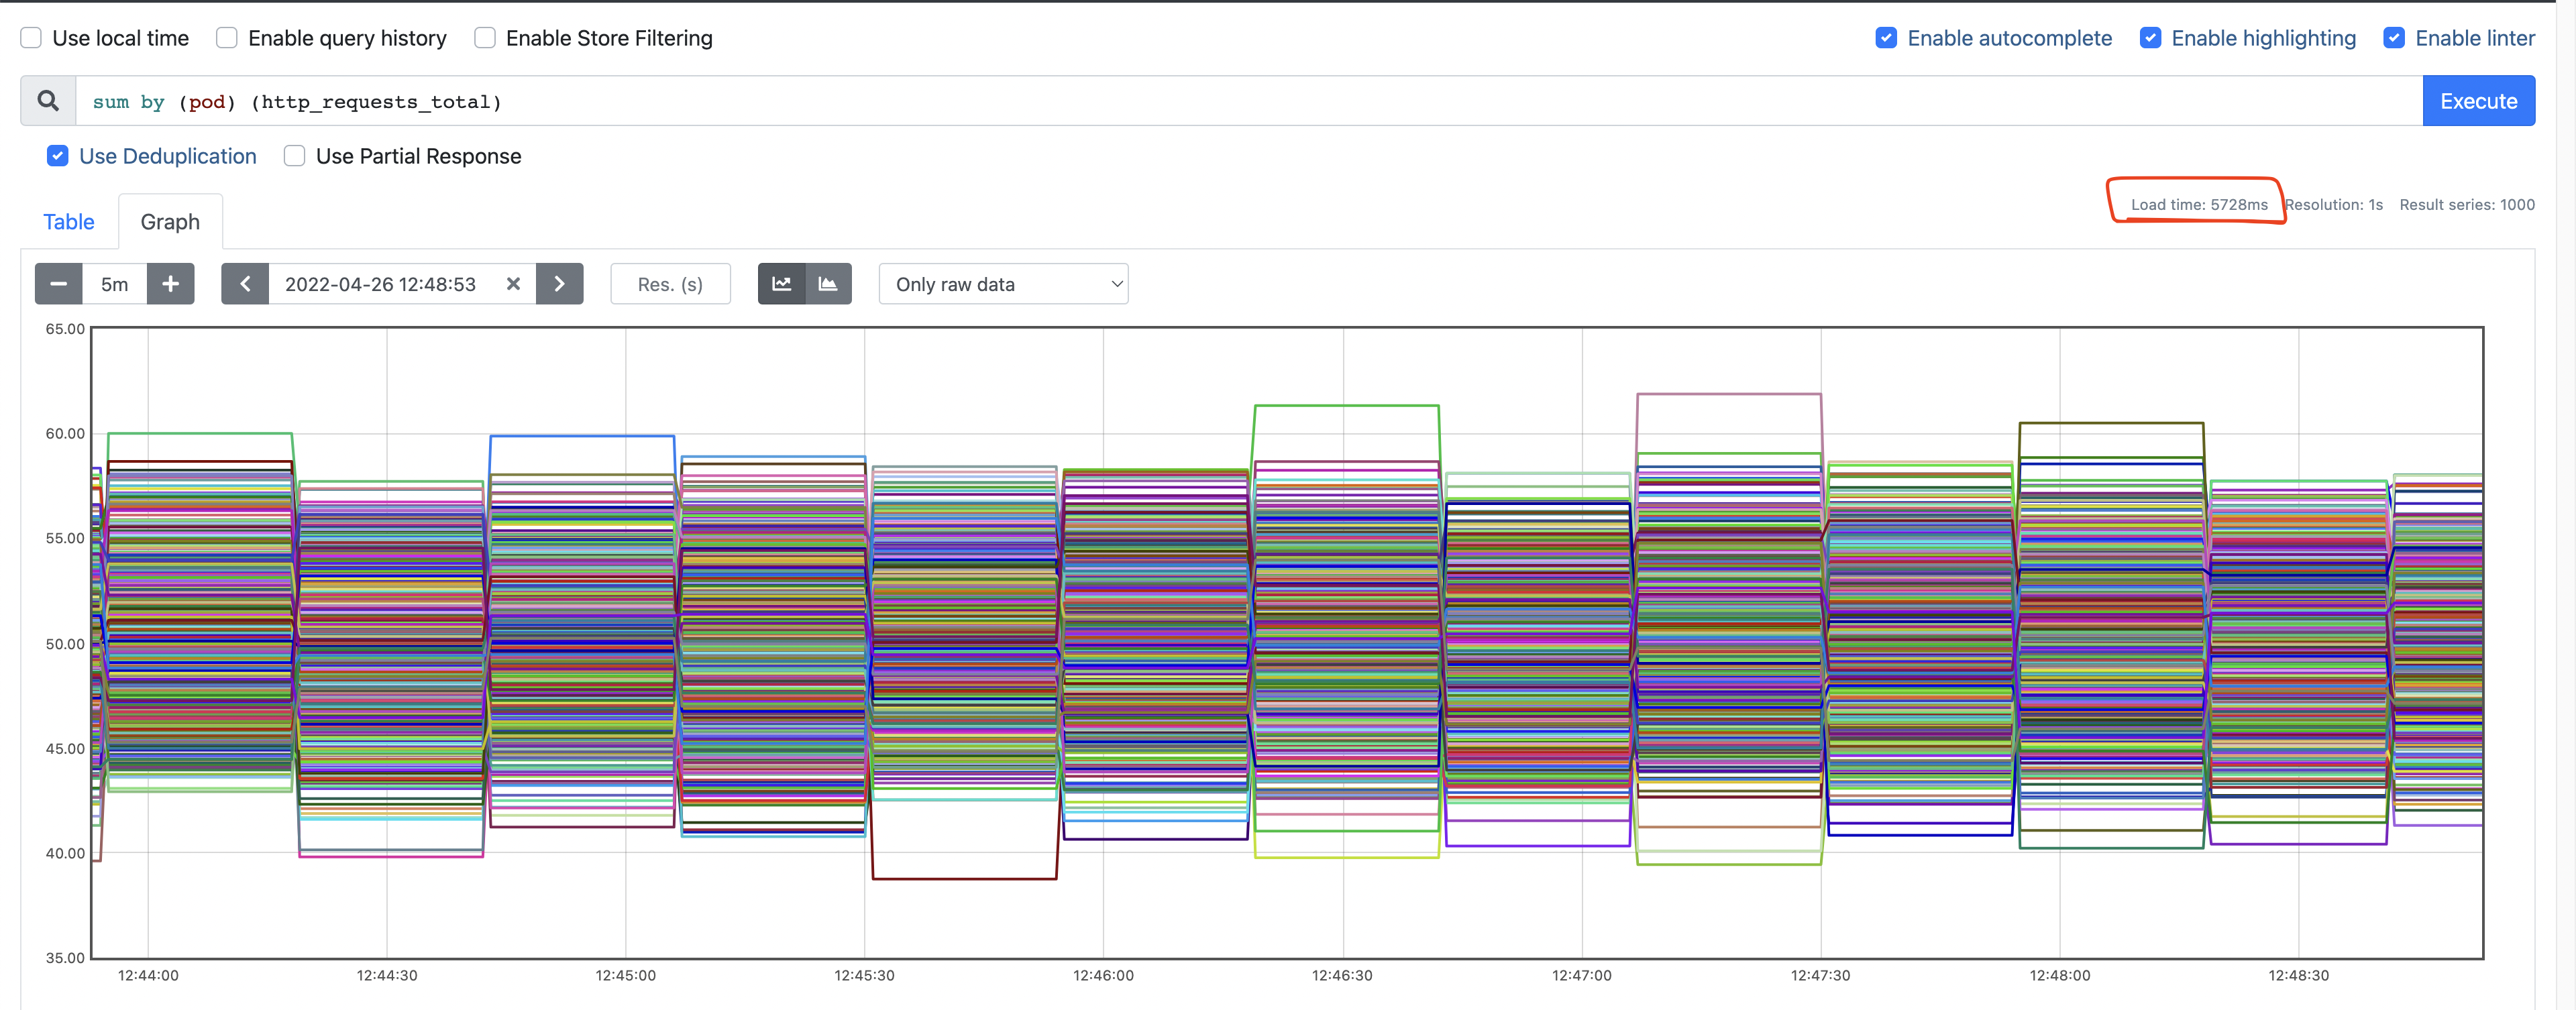 Use local time Enable query history Enable Store Filtering Enable autocomplete Enable highlighting Enable linter
sum by (pod) (http_requests_total) Execute
Use Deduplication Use Partial Response
Table Graph Load time: 5728ms Resolution: 1s Result series: 1000
5m 2022-04-26 12:48:53 Res. (s) Only raw data
65.00
60.00
55.00
50.00
45.00
40.00
35.00
12:44:00 12:44:30 12:45:00 12:45:30 12:46:00 12:46:30 12:47:00 12:47:30 12:48:00 12:48:30